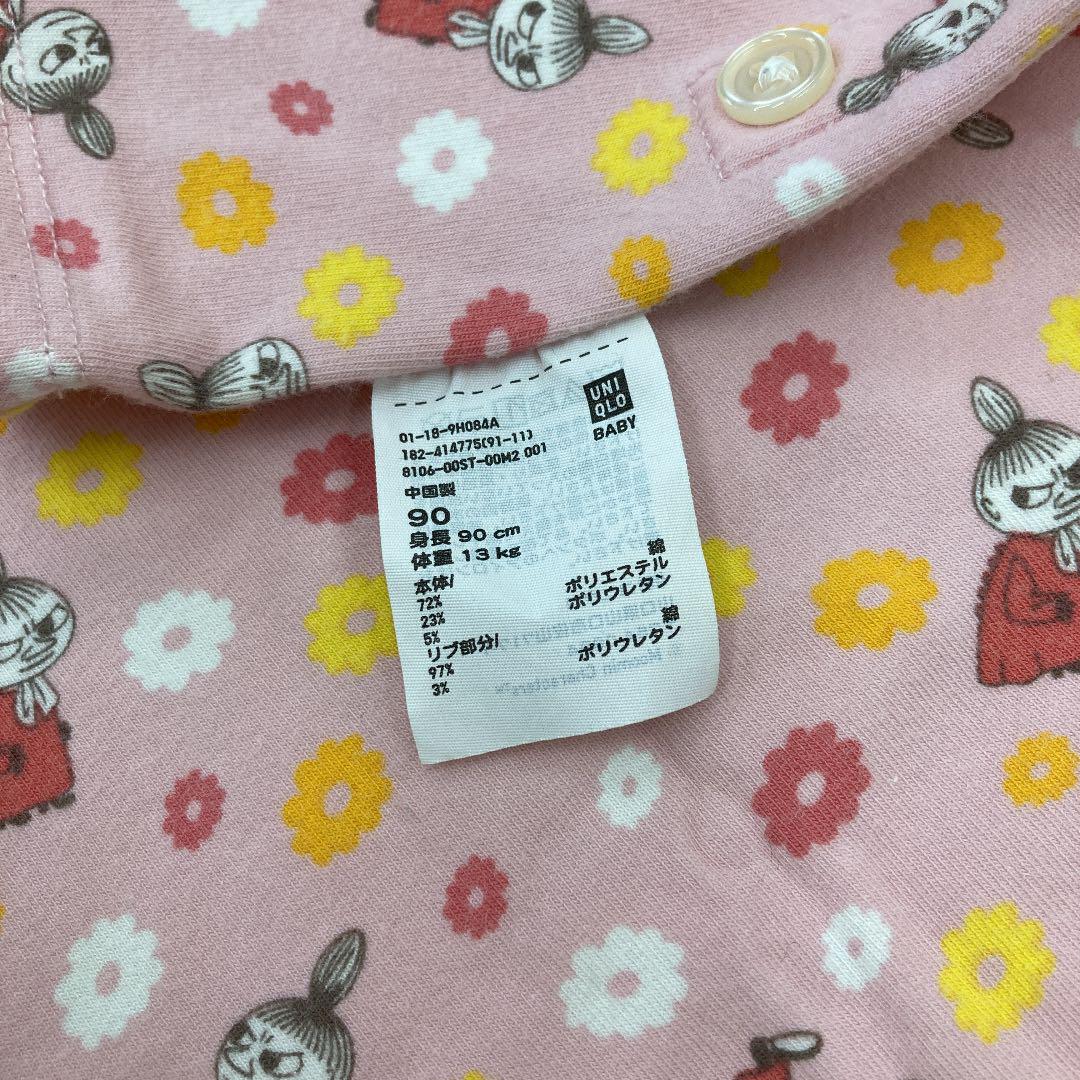 UNI
QLO
BABY
01-18-9H084A
182-414775(91-11)
8106-00ST-00M2 001
中国製
90
身長 90 cm
体重 13 kg
本体/
72% 綿
23% ポリエステル
5% ポリウレタン
リブ部分/
97% 綿
3% ポリウレタン